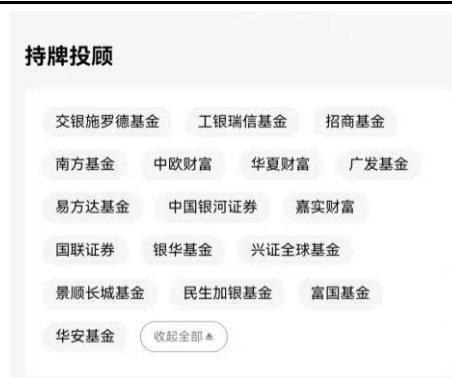 持牌投顾
交银施罗德基金 工银瑞信基金 招商基金
南方基金 中欧财富 华夏财富 广发基金
易方达基金 中国银河证券 嘉实财富
国联证券 银华基金 兴证全球基金
景顺长城基金 民生加银基金 富国基金
华安基金 收起全部▲